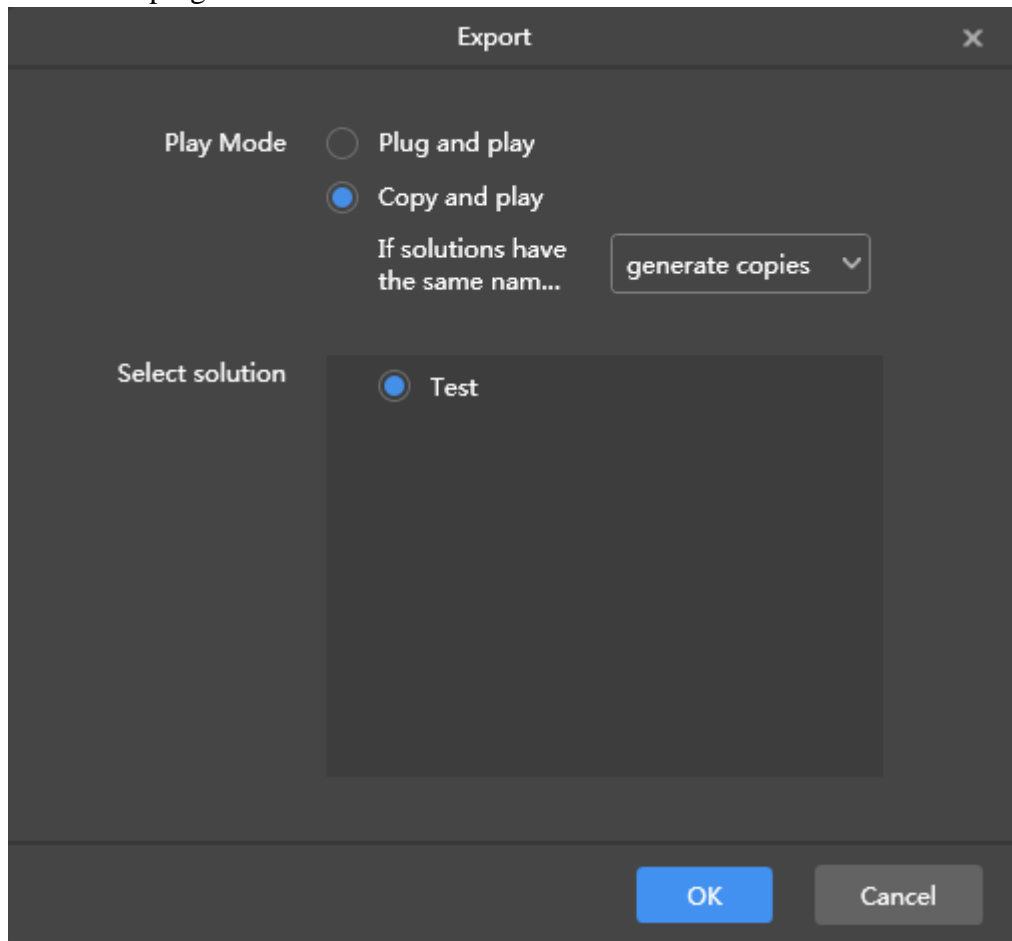 Export
Play Mode
Plug and play
Copy and play
If solutions have
the same nam...
generate copies
Select solution
Test
OK
Cancel